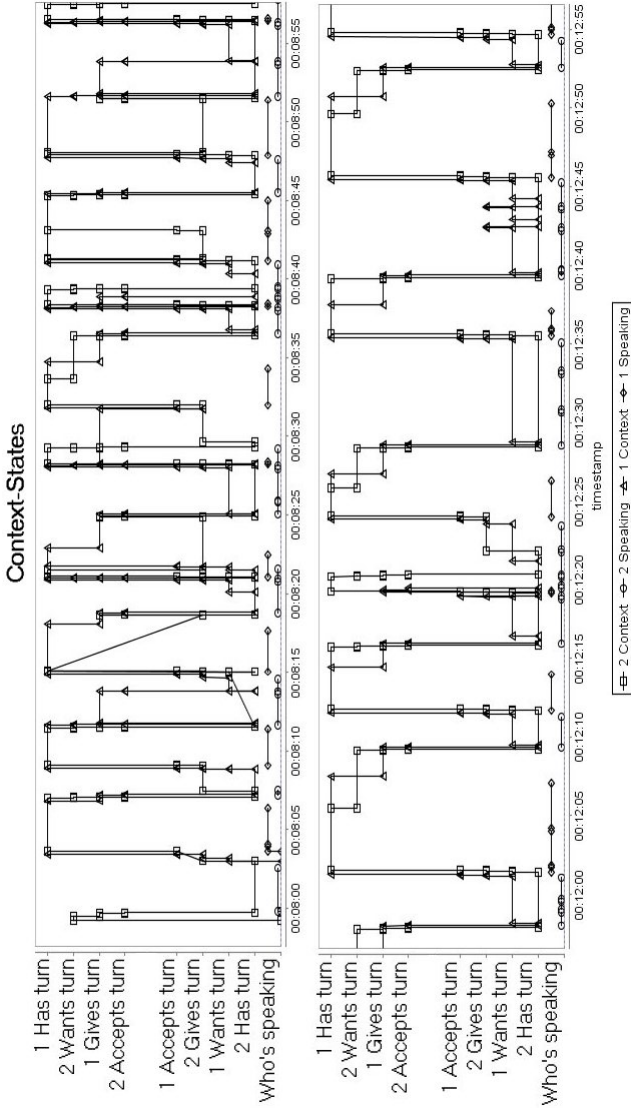 Context-States
1 Has turn
2 Wants turn
1 Gives turn
2 Accepts turn
1 Accepts turn
2 Gives turn
1 Wants turn
2 Has turn
Who's speaking
00:08:00
00:08:05
00:08:10
00:08:15
00:08:20
00:08:25
00:08:30
00:08:35
00:08:40
00:08:45
00:08:50
00:08:55
1 Has turn
2 Wants turn
1 Gives turn
2 Accepts turn
1 Accepts turn
2 Gives turn
1 Wants turn
2 Has turn
Who's speaking
00:12:00
00:12:05
00:12:10
00:12:15
00:12:20
00:12:25
00:12:30
00:12:35
00:12:40
00:12:45
00:12:50
00:12:55
timestamp
2 Context 2 Speaking 1 Context 1 Speaking